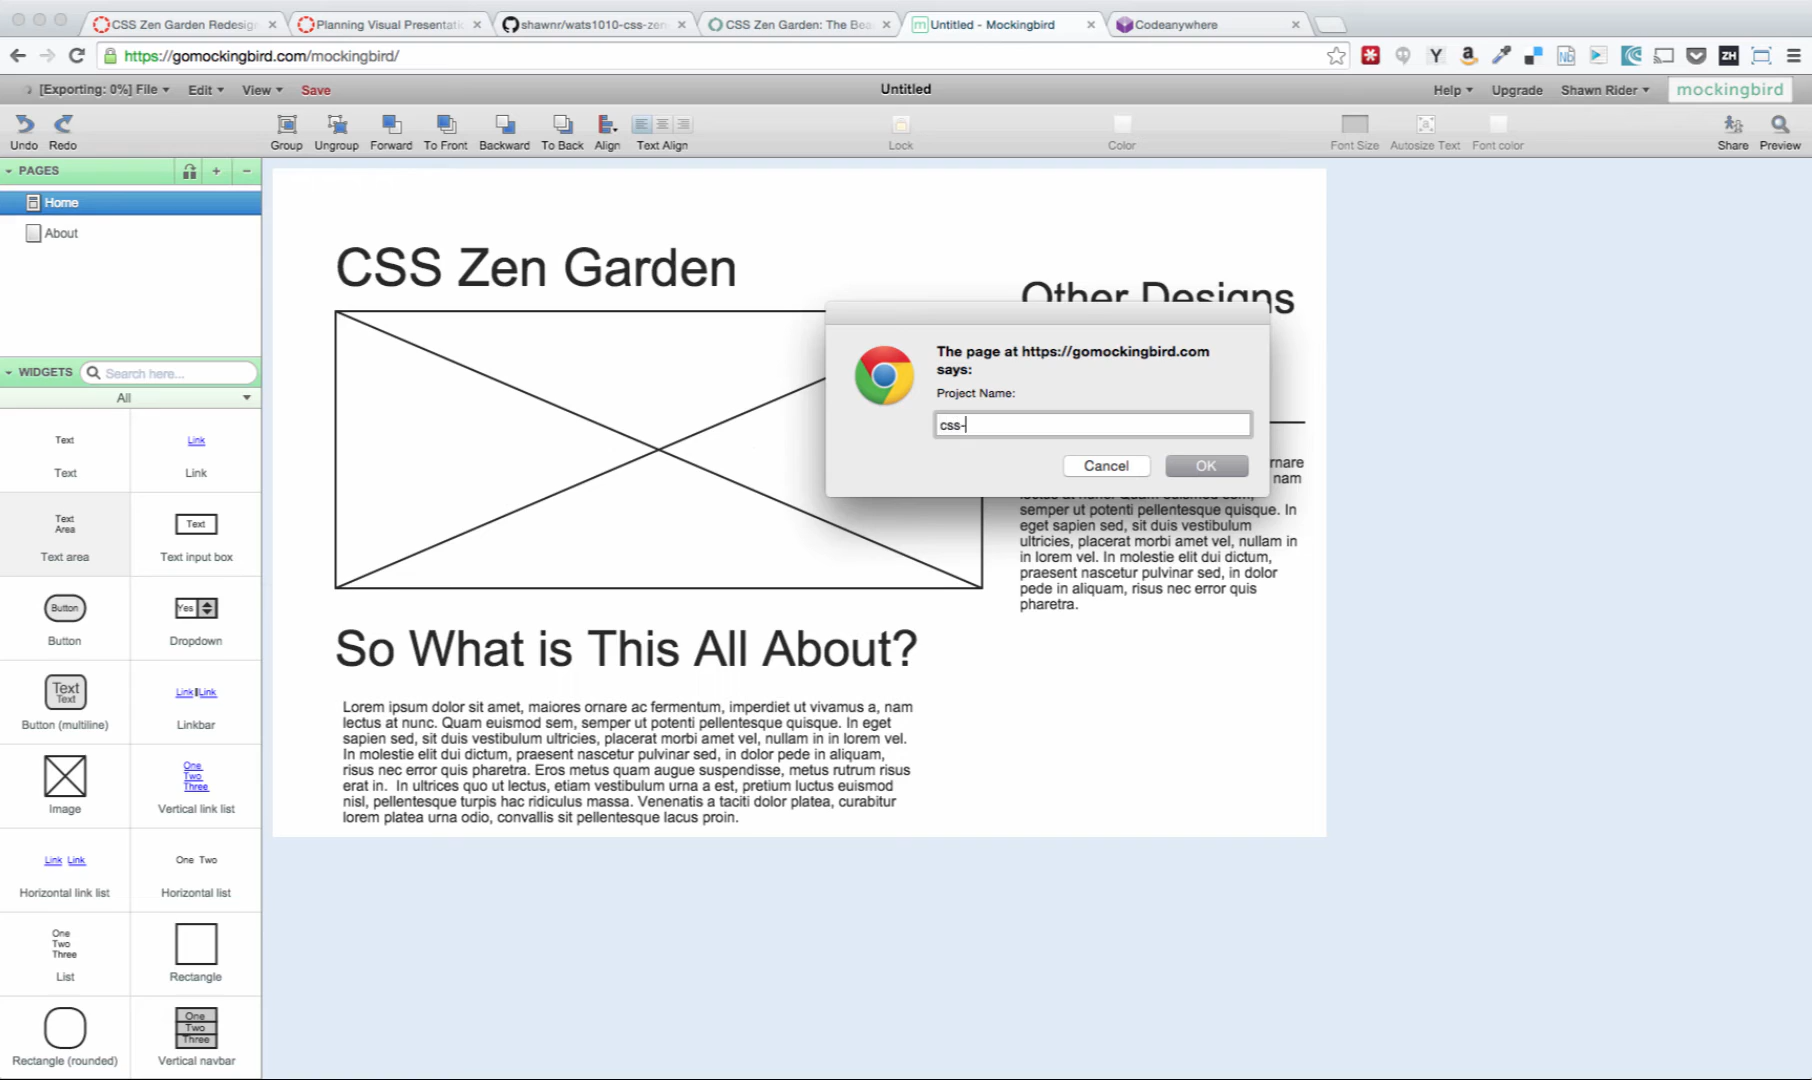 CSS Zen Garden Redesign
Planning Visual Presentati
shawnr/wats1010-css-zen
CSS Zen Garden: The Bea
Untitled - Mockingbird
Codeanywhere
https://gomockingbird.com/mockingbird/
[Exporting: 0%] File
Edit
View
Save
Untitled
Help
Upgrade
Shawn Rider
mockingbird
Undo
Redo
Group
Ungroup
Forward
To Front
Backward
To Back
Align
Text Align
Lock
Color
Font Size
Autosize Text
Font color
Share
Preview
PAGES
Home
About
WIDGETS
Search here...
All
Text
Text
Link
Link
Text
Area
Text area
Text
Text input box
Button
Button
Yes
Dropdown
Text
Text
Button (multiline)
Link Link
Linkbar
Image
One
Two
Three
Vertical link list
Link Link
Horizontal link list
One Two
Horizontal list
One
Two
Three
List
Rectangle
Rectangle (rounded)
One
Two
Three
Vertical navbar
CSS Zen Garden
So What is This All About?
Lorem ipsum dolor sit amet, maiores ornare ac fermentum, imperdiet ut vivamus a, nam
lectus at nunc. Quam euismod sem, semper ut potenti pellentesque quisque. In eget
sapien sed, sit duis vestibulum ultricies, placerat morbi amet vel, nullam in in lorem vel.
In molestie elit dui dictum, praesent nascetur pulvinar sed, in dolor pede in aliquam,
risus nec error quis pharetra. Eros metus quam augue suspendisse, metus rutrum risus
erat in. In ultrices quo ut lectus, etiam vestibulum urna a est, pretium luctus euismod
nisl, pellentesque turpis hac ridiculus massa. Venenatis a taciti dolor platea, curabitur
lorem platea urna odio, convallis sit pellentesque lacus proin.
Other Designs
The page at https://gomockingbird.com
says:
Project Name:
css-
Cancel
OK
rnare
nam
lectus at nunc. Quam euismod sem,
semper ut potenti pellentesque quisque. In
eget sapien sed, sit duis vestibulum
ultricies, placerat morbi amet vel, nullam in
in lorem vel. In molestie elit dui dictum,
praesent nascetur pulvinar sed, in dolor
pede in aliquam, risus nec error quis
pharetra.